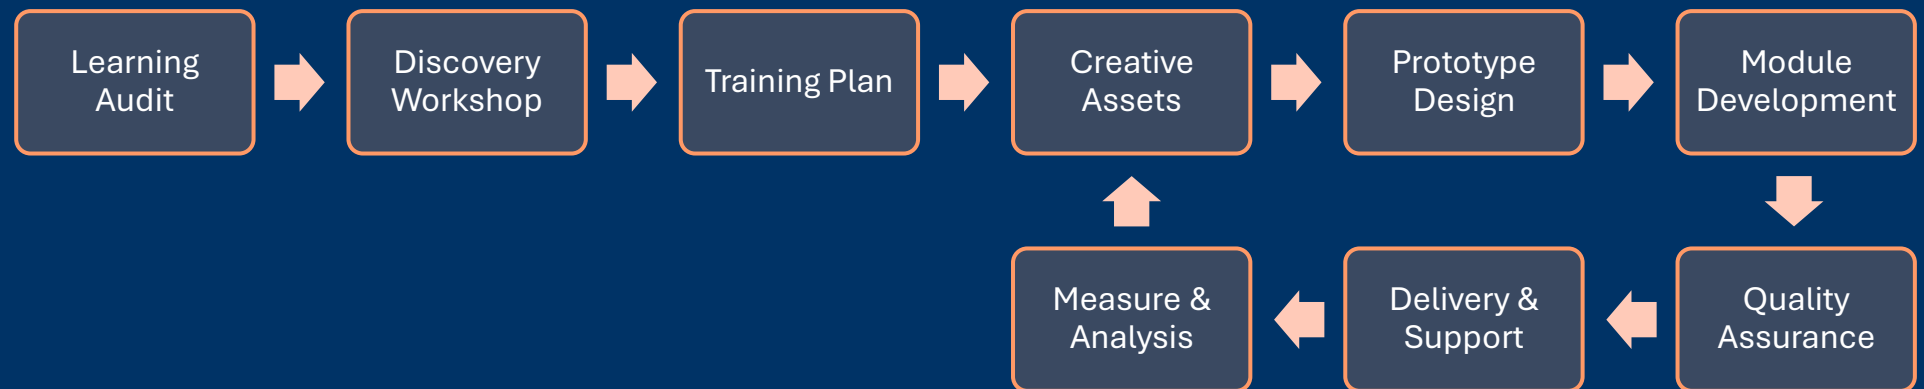 Learning
Audit
Discovery
Workshop
Training Plan
Creative
Assets
Prototype
Design
Module
Development
Quality
Assurance
Delivery &
Support
Measure &
Analysis